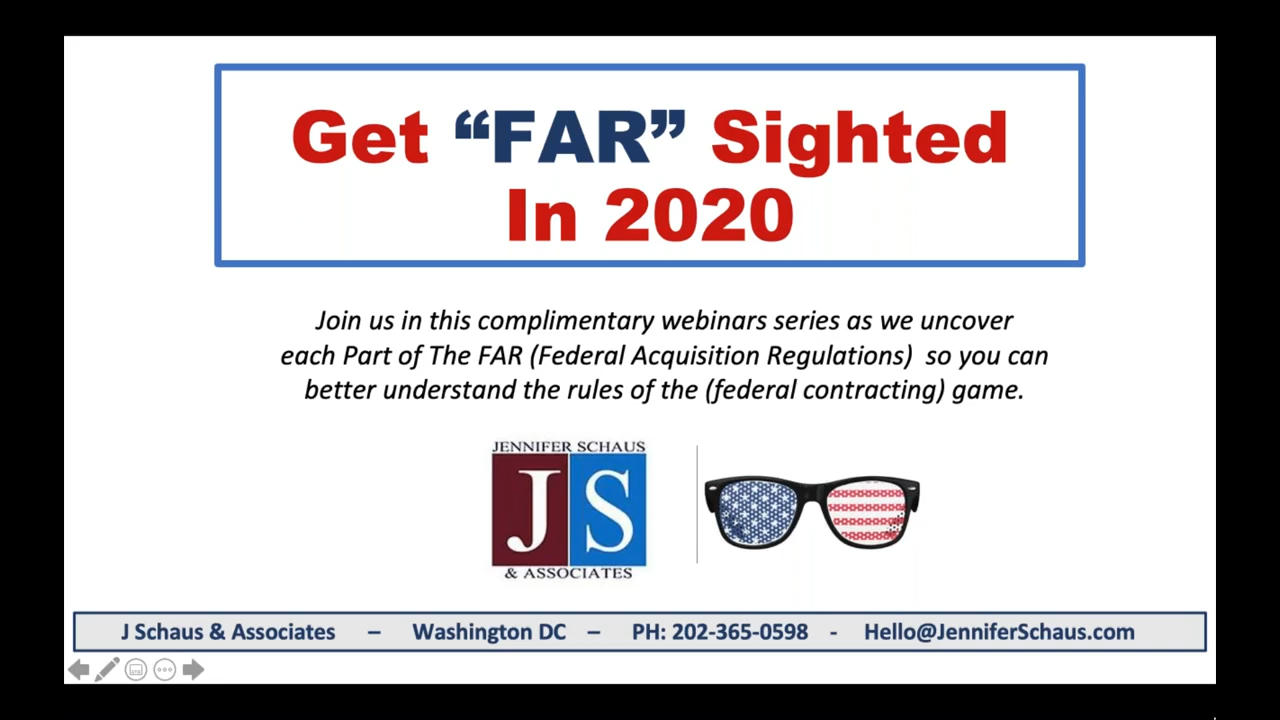 Get “FAR” Sighted
In 2020
Join us in this complimentary webinars series as we uncover
each Part of The FAR (Federal Acquisition Regulations) so you can
better understand the rules of the (federal contracting) game.
JENNIFER SCHAUS
JS
& ASSOCIATES
J Schaus & Associates – Washington DC – PH: 202-365-0598 - Hello@JenniferSchaus.com